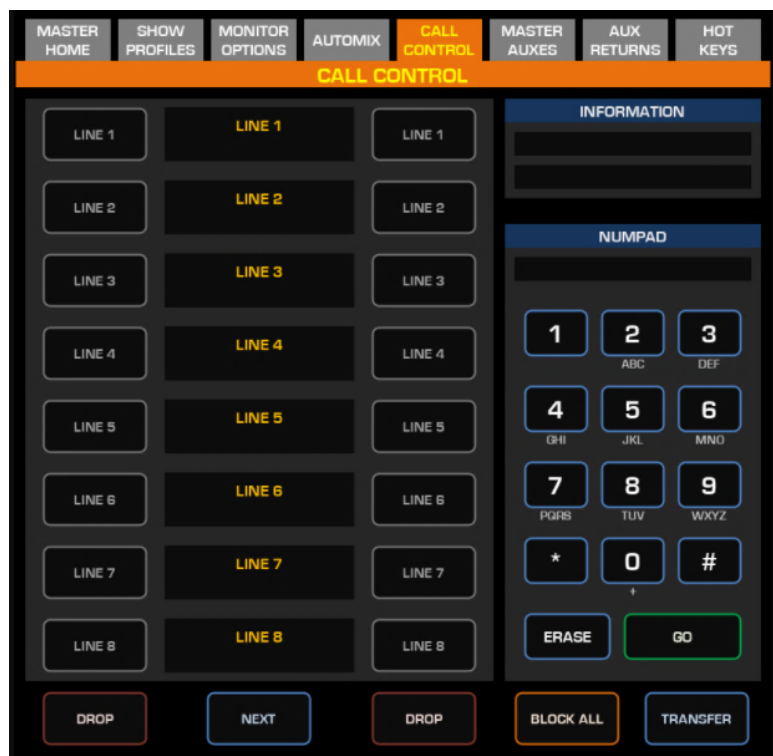 MASTER HOME
SHOW PROFILES
MONITOR OPTIONS
AUTOMIX
CALL CONTROL
MASTER AUXES
AUX RETURNS
HOT KEYS
CALL CONTROL
LINE 1 LINE 1 LINE 1
LINE 2 LINE 2 LINE 2
LINE 3 LINE 3 LINE 3
LINE 4 LINE 4 LINE 4
LINE 5 LINE 5 LINE 5
LINE 6 LINE 6 LINE 6
LINE 7 LINE 7 LINE 7
LINE 8 LINE 8 LINE 8
DROP NEXT DROP
INFORMATION
NUMPAD
1 2 3
ABC DEF
4 5 6
GHI JKL MNO
7 8 9
PQRS TUV WXYZ
* 0 #
+
ERASE GO
BLOCK ALL TRANSFER